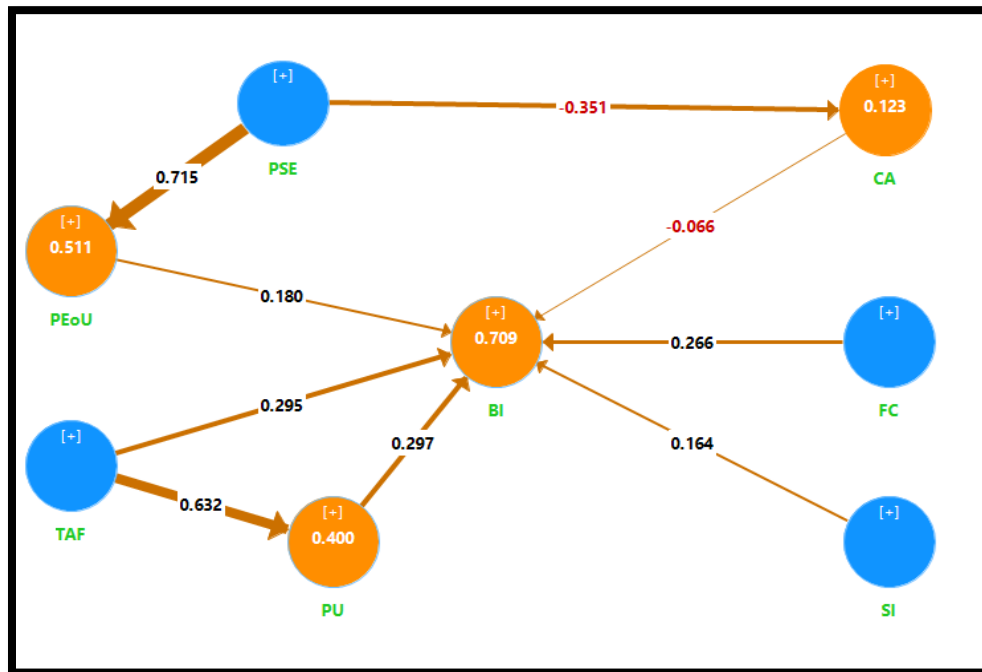 [+]
PSE
[+]
0.123
CA
-0.351
0.715
[+]
0.511
PEoU
-0.066
0.180
[+]
0.709
BI
[+]
FC
0.266
0.295
0.297
0.164
[+]
TAF
0.632
[+]
0.400
PU
[+]
SI